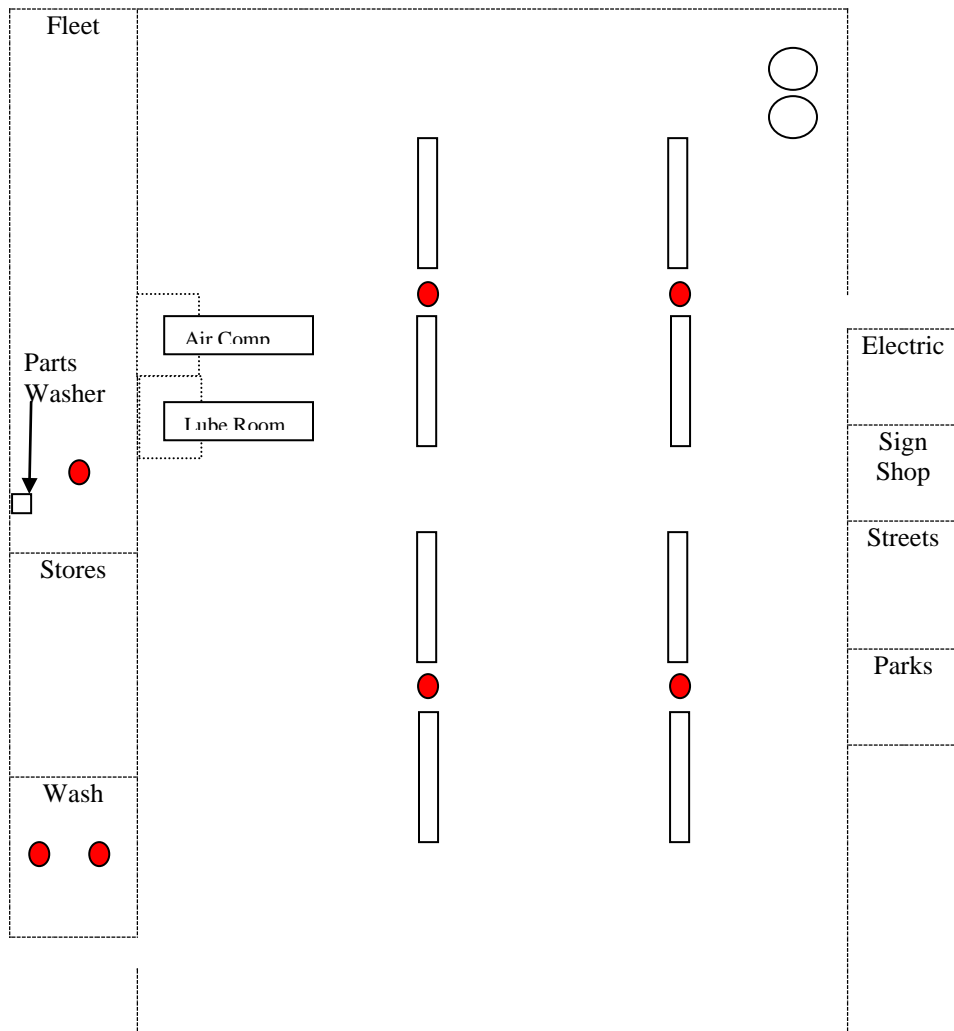 Fleet
Air Comp
Parts
Washer
Lube Room
Electric
Sign
Shop
Streets
Stores
Parks
Wash